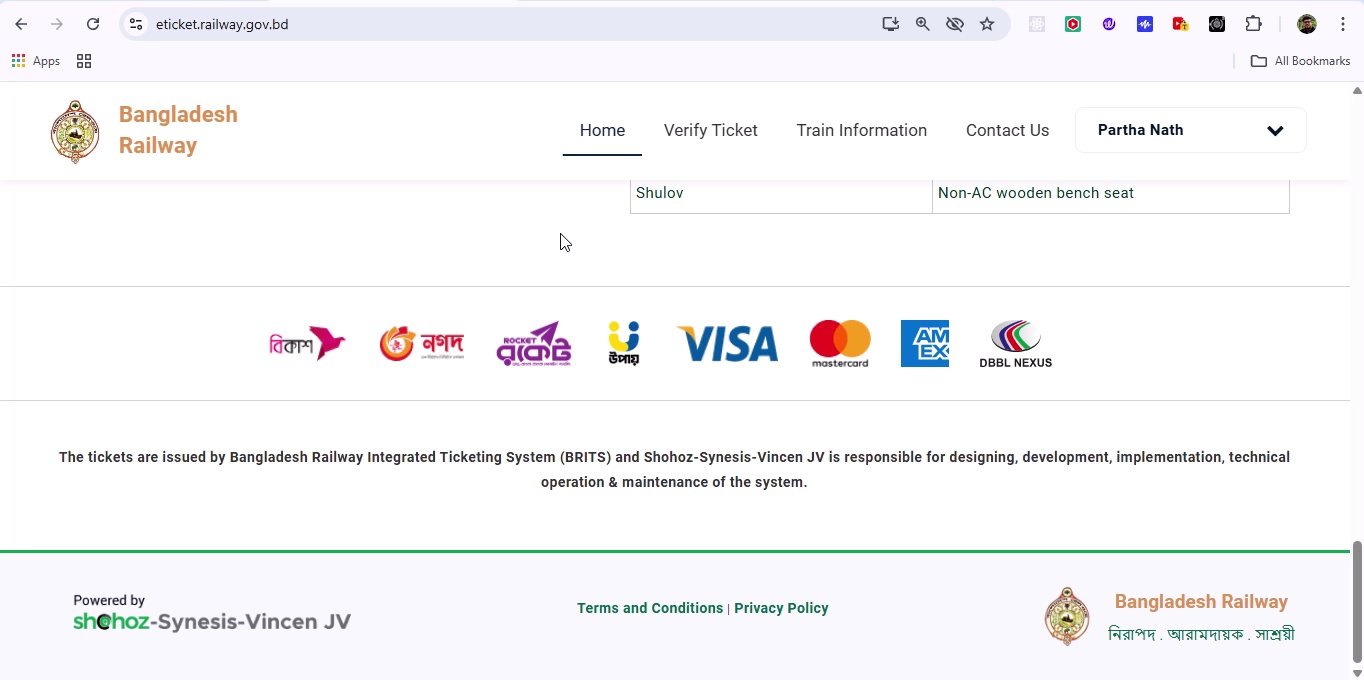 eticket.railway.gov.bd
Apps
All Bookmarks
Bangladesh
Railway
Home
Verify Ticket
Train Information
Contact Us
Partha Nath
Shulov
Non-AC wooden bench seat
বিকাশ
নগদ
ROCKET
রকেট
উপায়
VISA
mastercard
AM
EX
DBBL NEXUS
The tickets are issued by Bangladesh Railway Integrated Ticketing System (BRITS) and Shohoz-Synesis-Vincen JV is responsible for designing, development, implementation, technical
operation & maintenance of the system.
Powered by
shohoz-Synesis-Vincen JV
Terms and Conditions | Privacy Policy
Bangladesh Railway
নিরাপদ . আরামদায়ক . সাশ্রয়ী